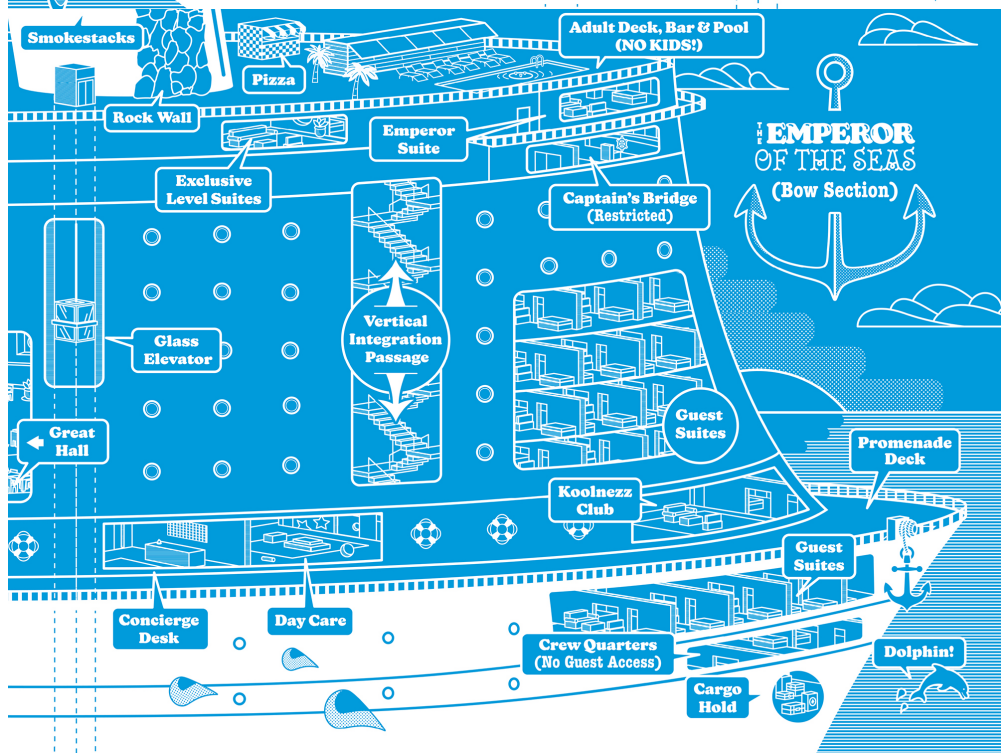 Smokestacks
Pizza
Adult Deck, Bar & Pool
(NO KIDS!)
Rock Wall
Emperor
Suite
THE EMPEROR
OF THE SEAS
(Bow Section)
Exclusive
Level Suites
Captain's Bridge
(Restricted)
Vertical
Integration
Passage
Glass
Elevator
Great
Hall
Guest
Suites
Promenade
Deck
Koolnezz
Club
Guest
Suites
Concierge
Desk
Day Care
Crew Quarters
(No Guest Access)
Dolphin!
Cargo
Hold